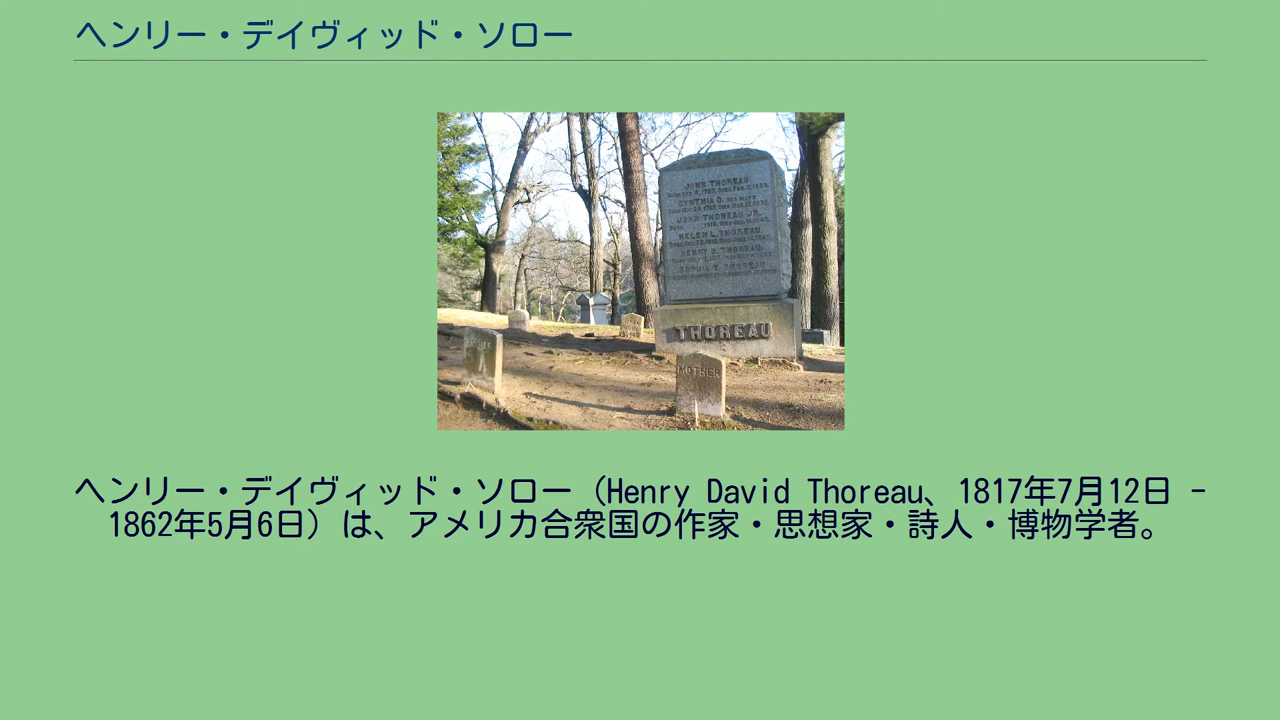 ヘンリー・デイヴィッド・ソロー
JOHN THOREAU
CYNTHIA D. HIS WIFE
JOHN THOREAU JR.
HELEN L. THOREAU.
HENRY D. THOREAU.
SOPHIA E. THOREAU.
THOREAU
MOTHER
ヘンリー・デイヴィッド・ソロー（Henry David Thoreau、1817年7月12日 -
1862年5月6日）は、アメリカ合衆国の作家・思想家・詩人・博物学者。